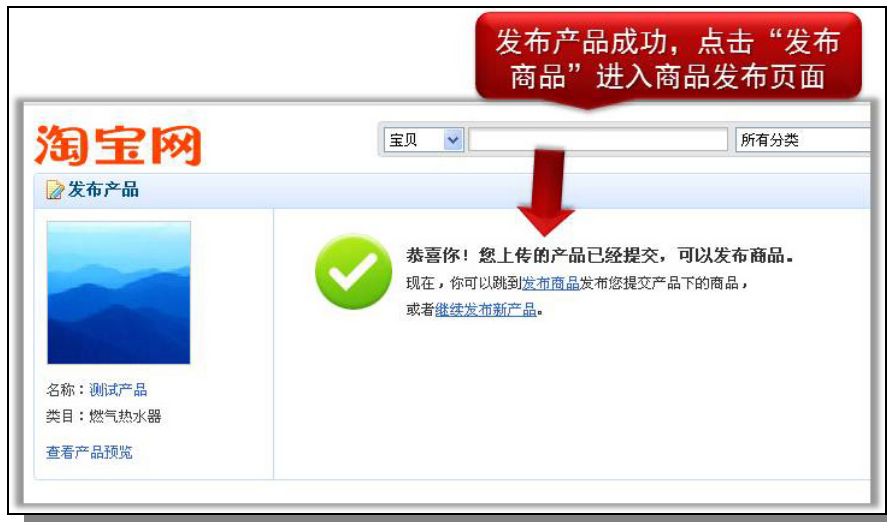 发布产品成功，点击“发布
商品”进入商品发布页面
淘宝网
宝贝
所有分类
发布产品
恭喜你！您上传的产品已经提交，可以发布商品。
现在，你可以跳到发布商品发布您提交产品下的商品，
或者继续发布新产品。
名称：测试产品
类目：燃气热水器
查看产品预览